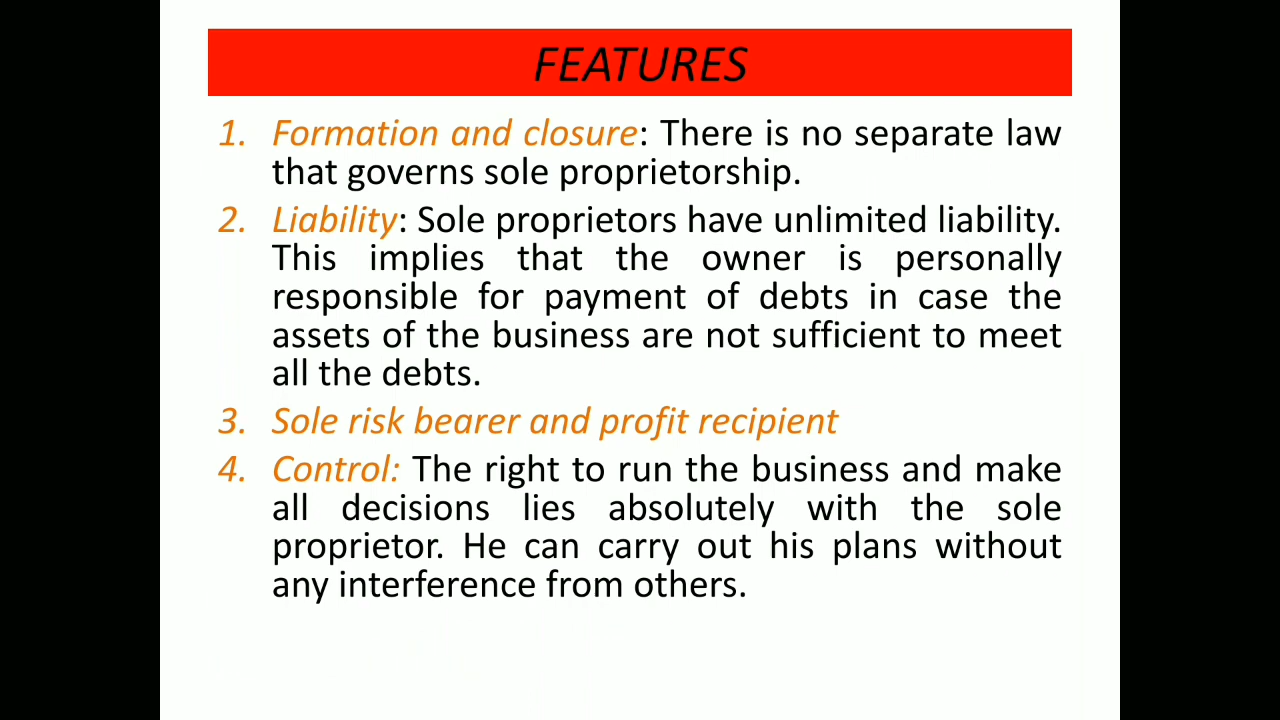 FEATURES
1. Formation and closure: There is no separate law
that governs sole proprietorship.
2. Liability: Sole proprietors have unlimited liability.
This implies that the owner is personally
responsible for payment of debts in case the
assets of the business are not sufficient to meet
all the debts.
3. Sole risk bearer and profit recipient
4. Control: The right to run the business and make
all decisions lies absolutely with the sole
proprietor. He can carry out his plans without
any interference from others.